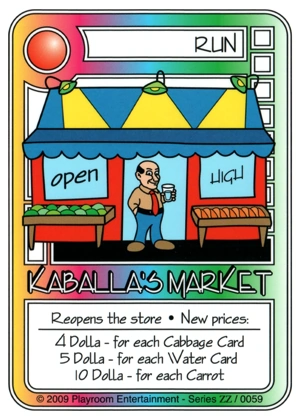 RUN
open
HIGH
KABALLA'S MARKET
Reopens the store • New prices:
4 Dolla - for each Cabbage Card
5 Dolla - for each Water Card
10 Dolla - for each Carrot
© 2009 Playroom Entertainment - Series ZZ / 0059